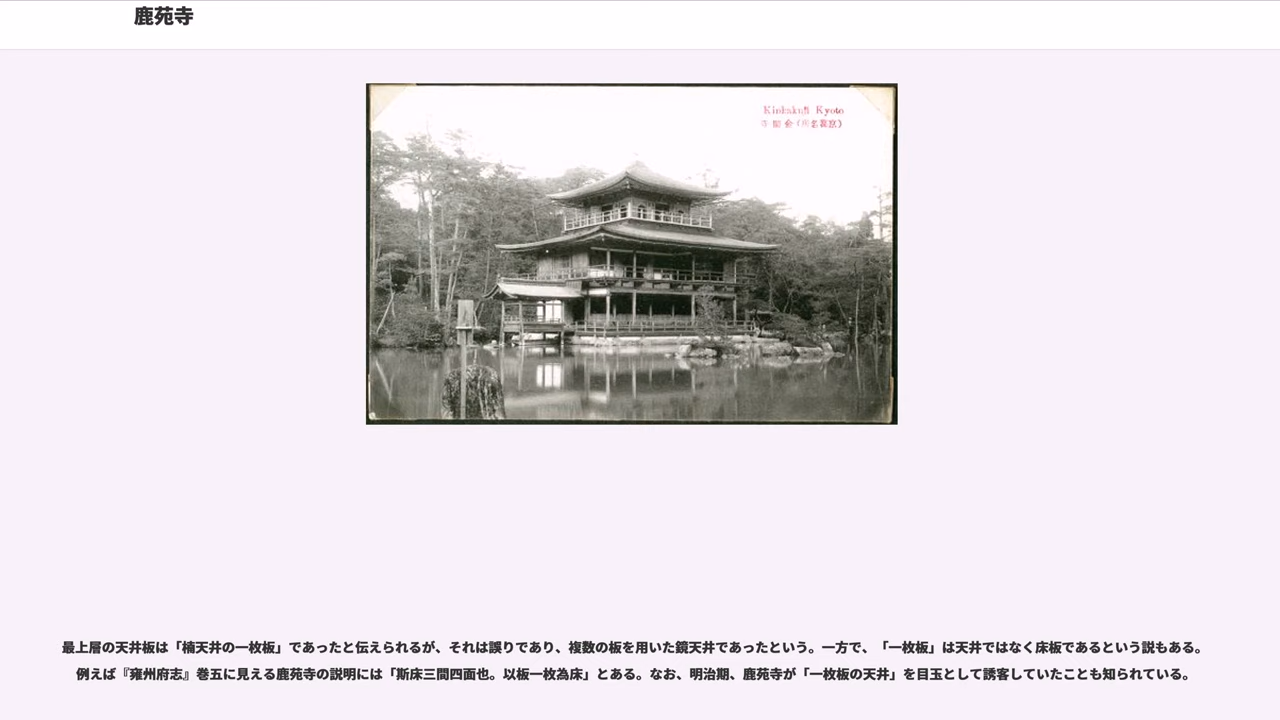 鹿苑寺
Kinkakuji Kyoto
最上層の天井板は「楠天井の一枚板」であったと伝えられるが、それは誤りであり、複数の板を用いた鏡天井であったという。一方で、「一枚板」は天井ではなく床板であるという説もある。
例えば『雍州府志』巻五に見える鹿苑寺の説明には「斯床三間四面也。以板一枚為床」とある。なお、明治期、鹿苑寺が「一枚板の天井」を目玉として誘客していたことも知られている。